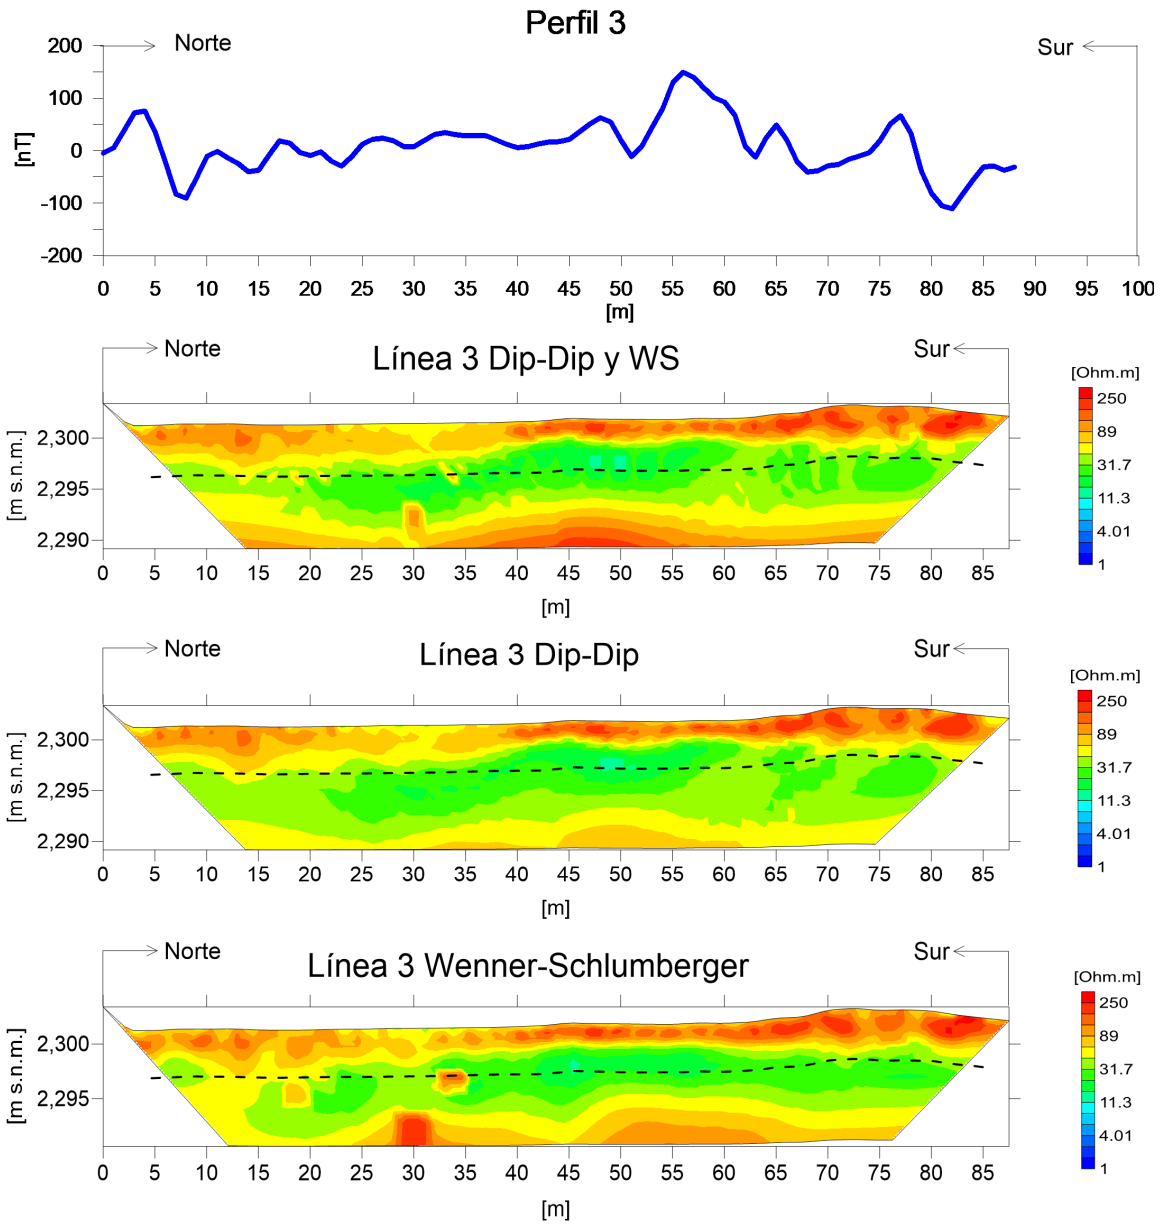 Perfil 3
Norte
Sur
200
100
0
-100
-200
[nT]
0 5 10 15 20 25 30 35 40 45 50 55 60 65 70 75 80 85 90 95 100
[m]
Norte
Línea 3 Dip-Dip y WS
Sur
[Ohm.m]
250
89
31.7
11.3
4.01
1
2,300
2,295
2,290
[m s.n.m.]
0 5 10 15 20 25 30 35 40 45 50 55 60 65 70 75 80 85
[m]
Norte
Línea 3 Dip-Dip
Sur
[Ohm.m]
250
89
31.7
11.3
4.01
1
2,300
2,295
2,290
[m s.n.m.]
0 5 10 15 20 25 30 35 40 45 50 55 60 65 70 75 80 85
[m]
Norte
Línea 3 Wenner-Schlumberger
Sur
[Ohm.m]
250
89
31.7
11.3
4.01
1
2,300
2,295
[m s.n.m.]
0 5 10 15 20 25 30 35 40 45 50 55 60 65 70 75 80 85
[m]